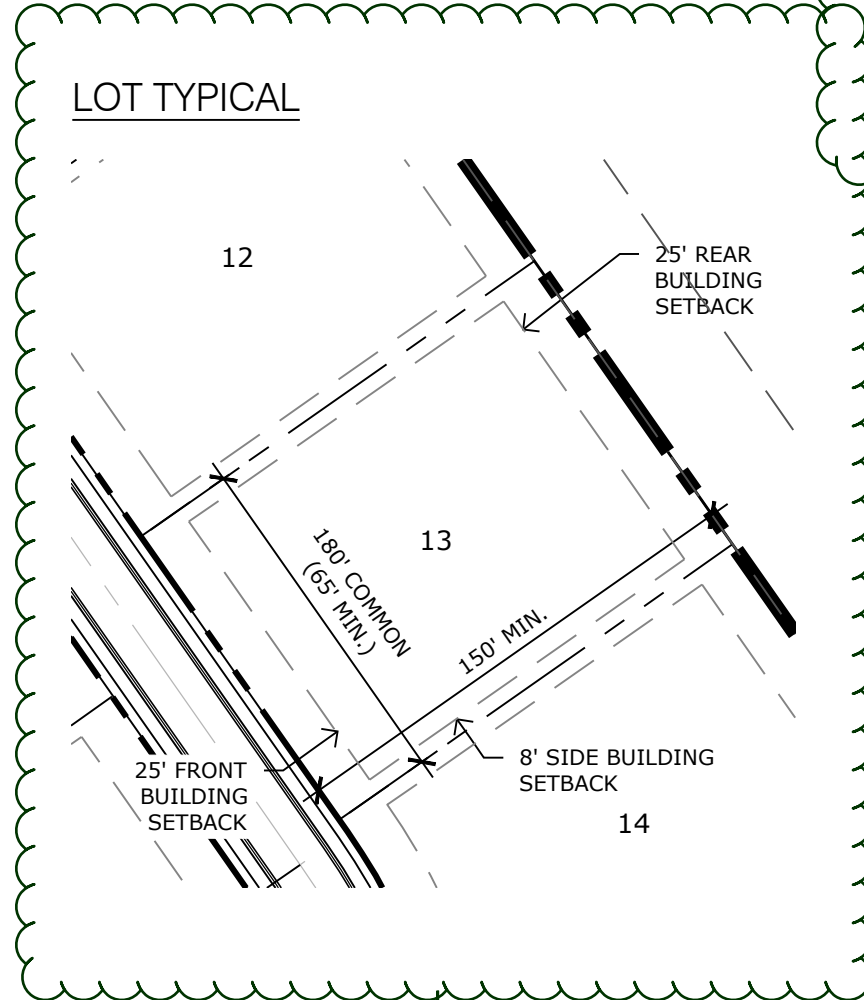 LOT TYPICAL
12
25' REAR
BUILDING
SETBACK
13
180' COMMON
(65' MIN.)
150' MIN.
25' FRONT
BUILDING
SETBACK
8' SIDE BUILDING
SETBACK
14